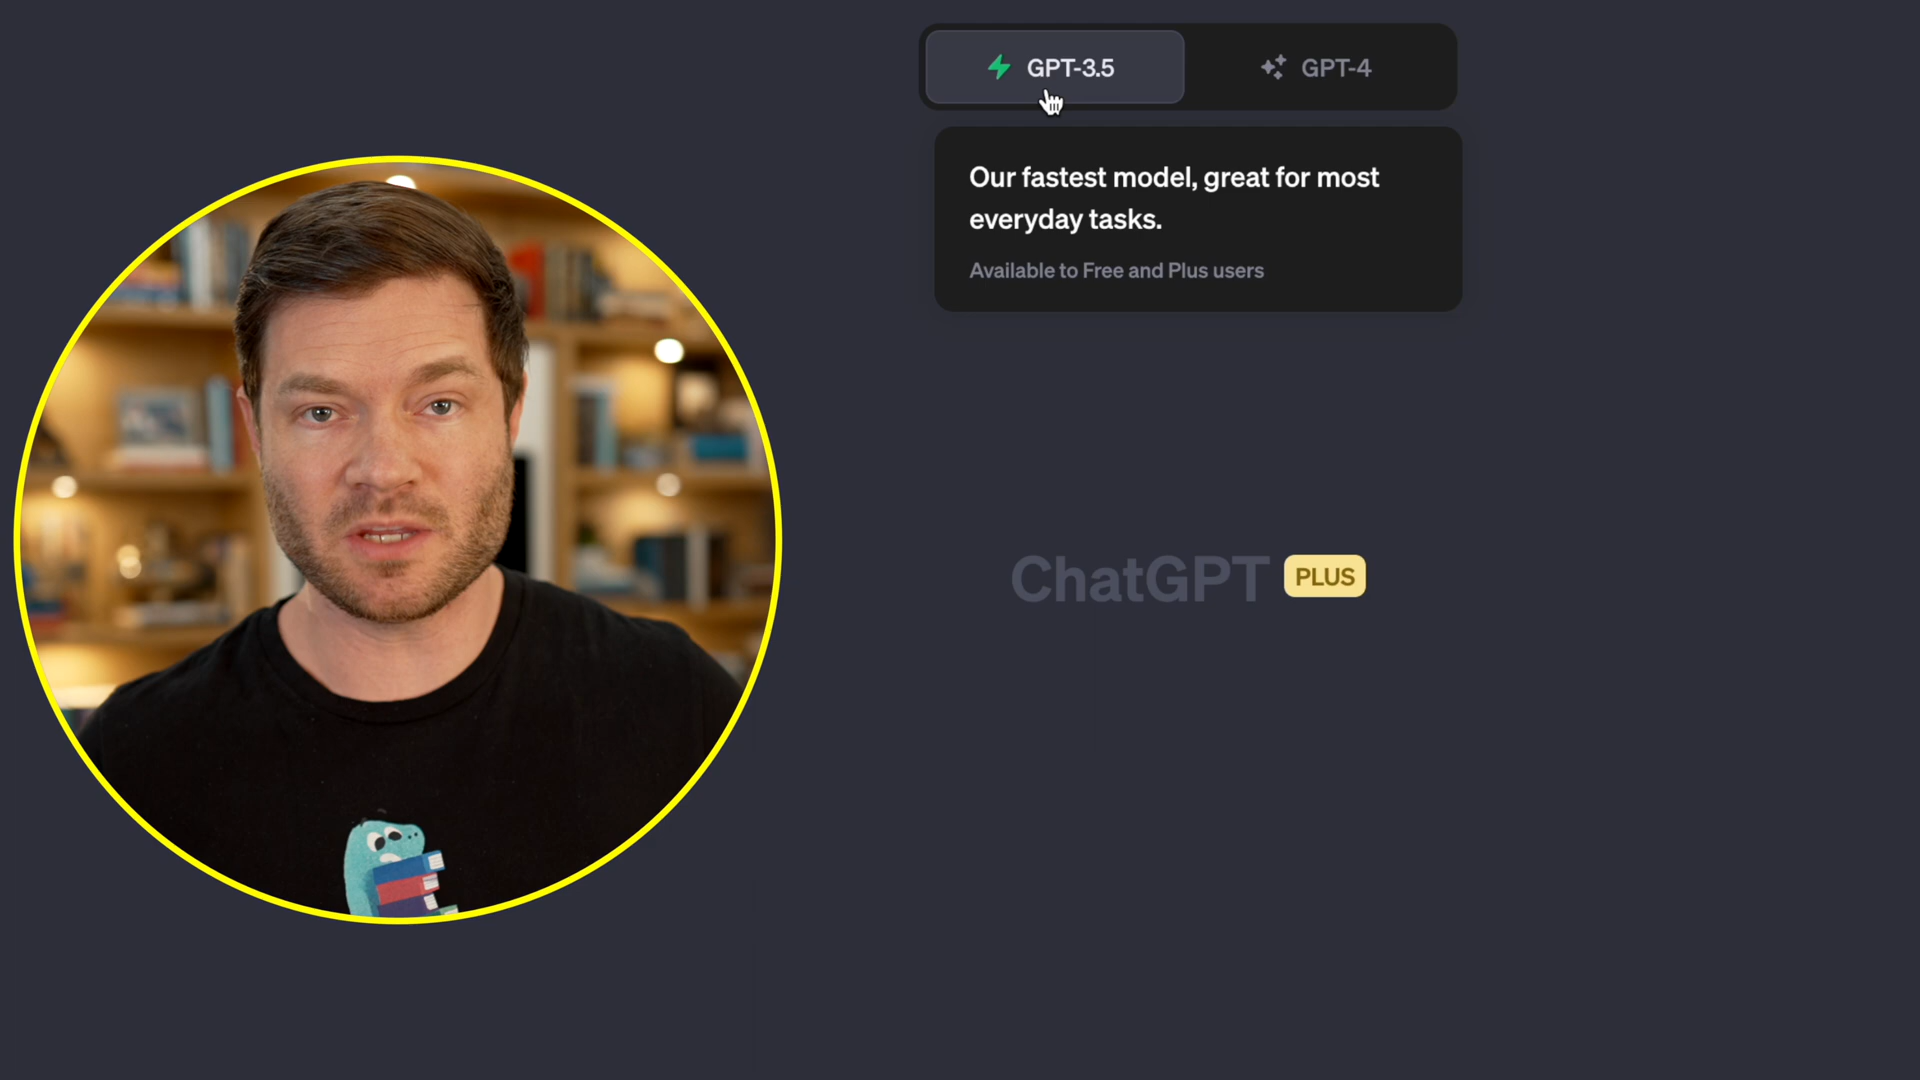 GPT-3.5
GPT-4
Our fastest model, great for most
everyday tasks.
Available to Free and Plus users
ChatGPT PLUS